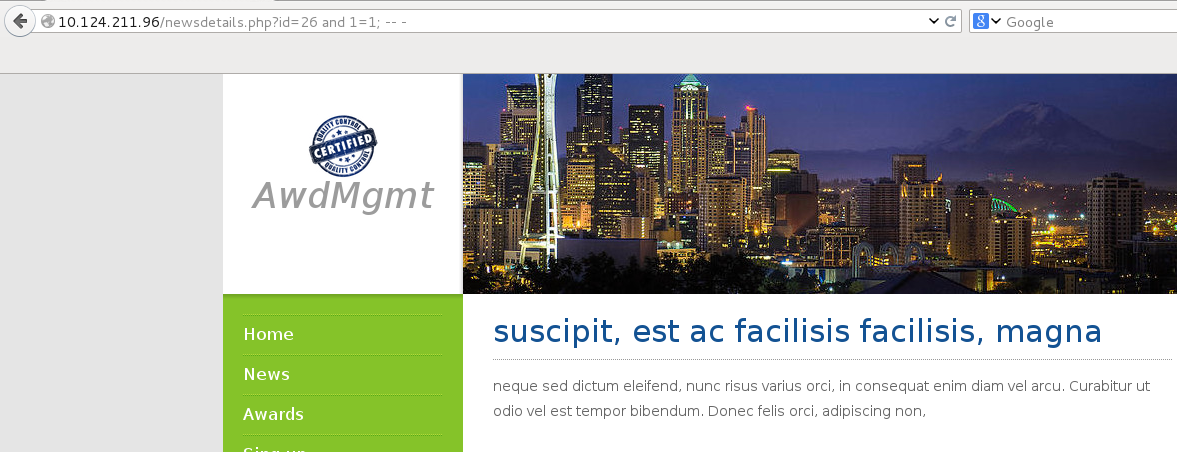 10.124.211.96/newsdetails.php?id=26 and 1=1; -- -
8 Google
QUALITY CONTROL
CERTIFIED
QUALITY CONTROL
AwdMgmt
Home
News
Awards
suscipit, est ac facilisis facilisis, magna
neque sed dictum eleifend, nunc risus varius orci, in consequat enim diam vel arcu. Curabitur ut
odio vel est tempor bibendum. Donec felis orci, adipiscing non,